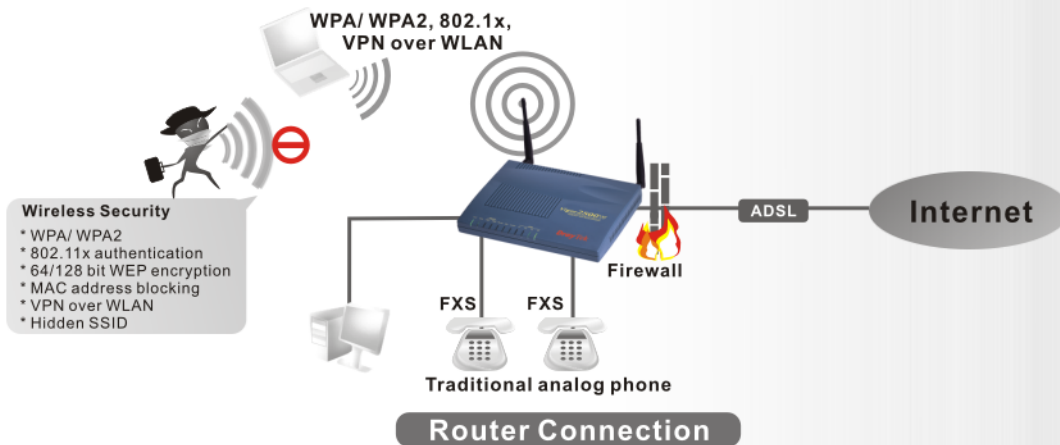 WPA/ WPA2, 802.1x,
VPN over WLAN
Wireless Security
* WPA/ WPA2
* 802.11x authentication
* 64/128 bit WEP encryption
* MAC address blocking
* VPN over WLAN
* Hidden SSID
Firewall
ADSL
Internet
FXS
FXS
Traditional analog phone
Router Connection